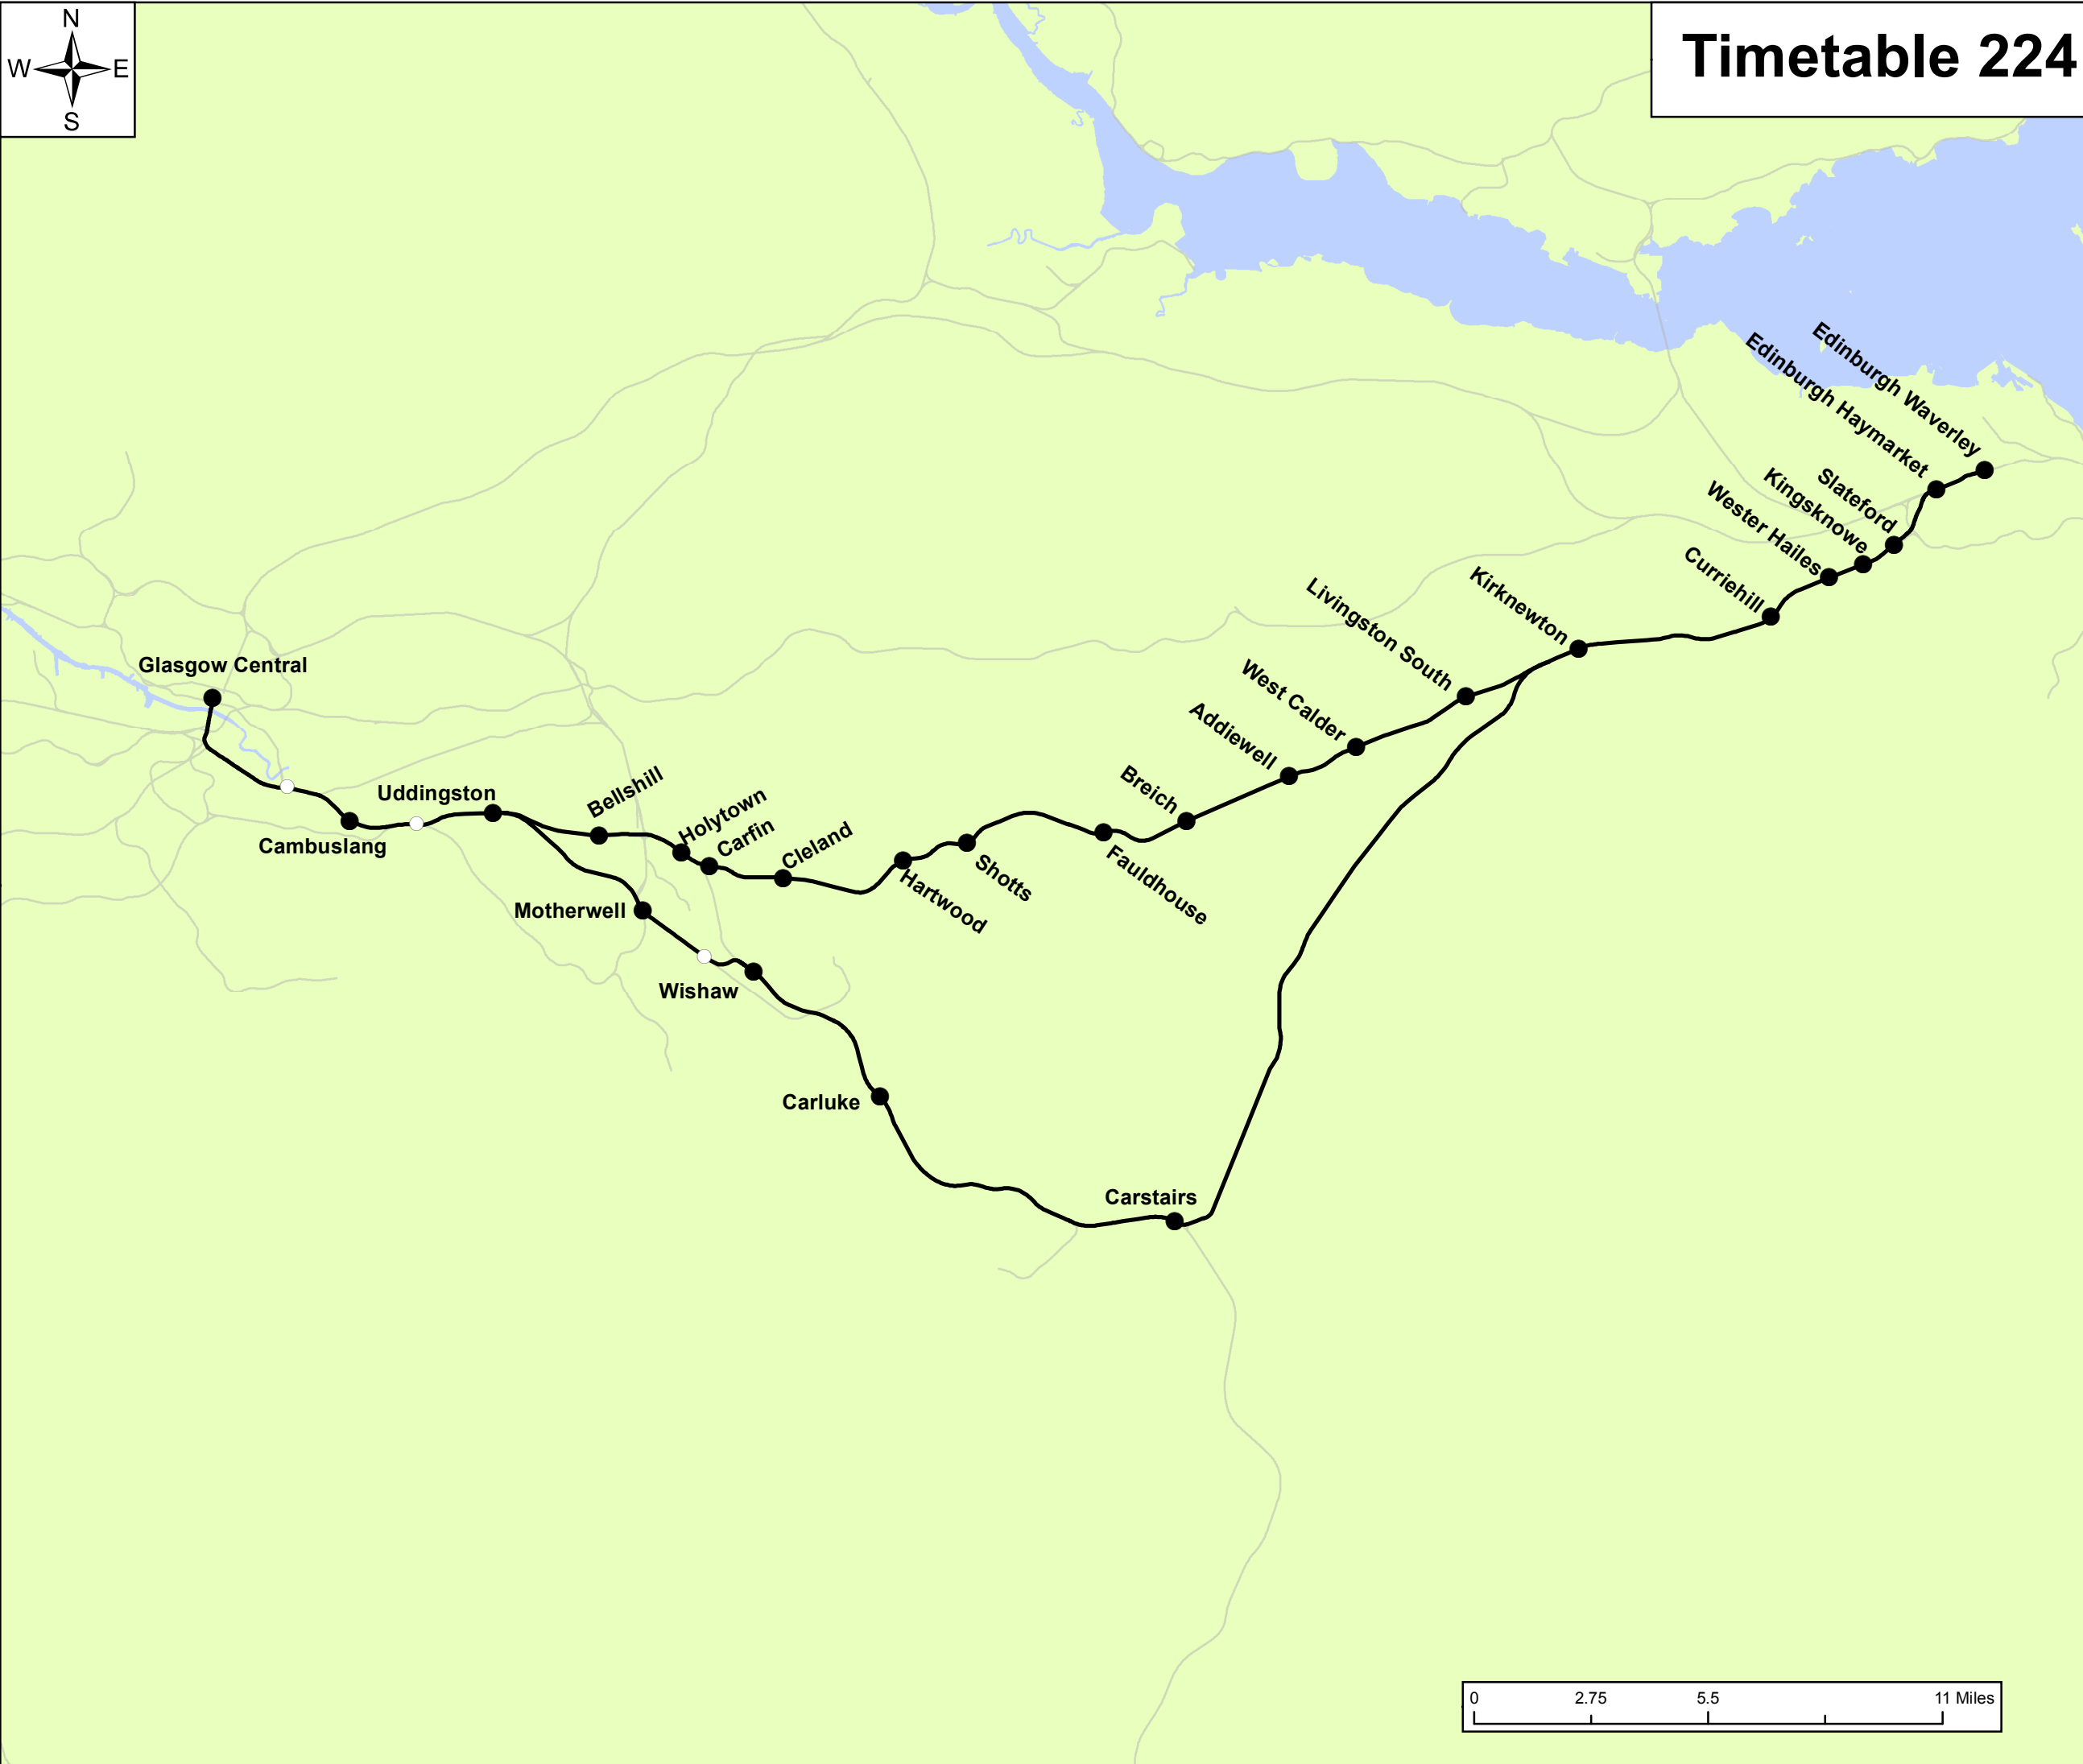 N
W E
S
Timetable 224
Edinburgh Waverley
Edinburgh Haymarket
Slateford
Kingsknowe
Wester Hailes
Curriehill
Kirknewton
Livingston South
West Calder
Addiewell
Breich
Glasgow Central
Uddingston
Bellshill
Holytown
Carfin
Cleland
Cambuslang
Hartwood
Shotts
Fauldhouse
Motherwell
Wishaw
Carluke
Carstairs
0 2.75 5.5 11 Miles